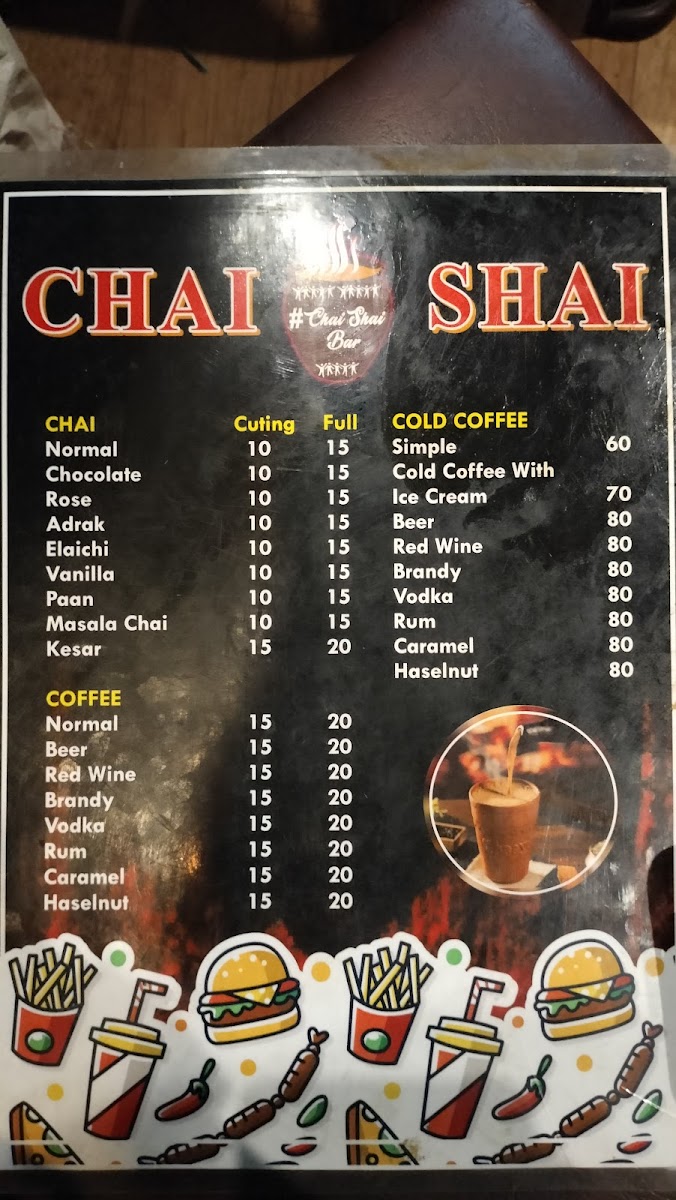 CHAI SHAI
# Chai Shai
Bar
CHAI Cuting Full
Normal 10 15
Chocolate 10 15
Rose 10 15
Adrak 10 15
Elaichi 10 15
Vanilla 10 15
Paan 10 15
Masala Chai 10 15
Kesar 15 20
COFFEE
Normal 15 20
Beer 15 20
Red Wine 15 20
Brandy 15 20
Vodka 15 20
Rum 15 20
Caramel 15 20
Haselnut 15 20
COLD COFFEE
Simple 60
Cold Coffee With
Ice Cream 70
Beer 80
Red Wine 80
Brandy 80
Vodka 80
Rum 80
Caramel 80
Haselnut 80